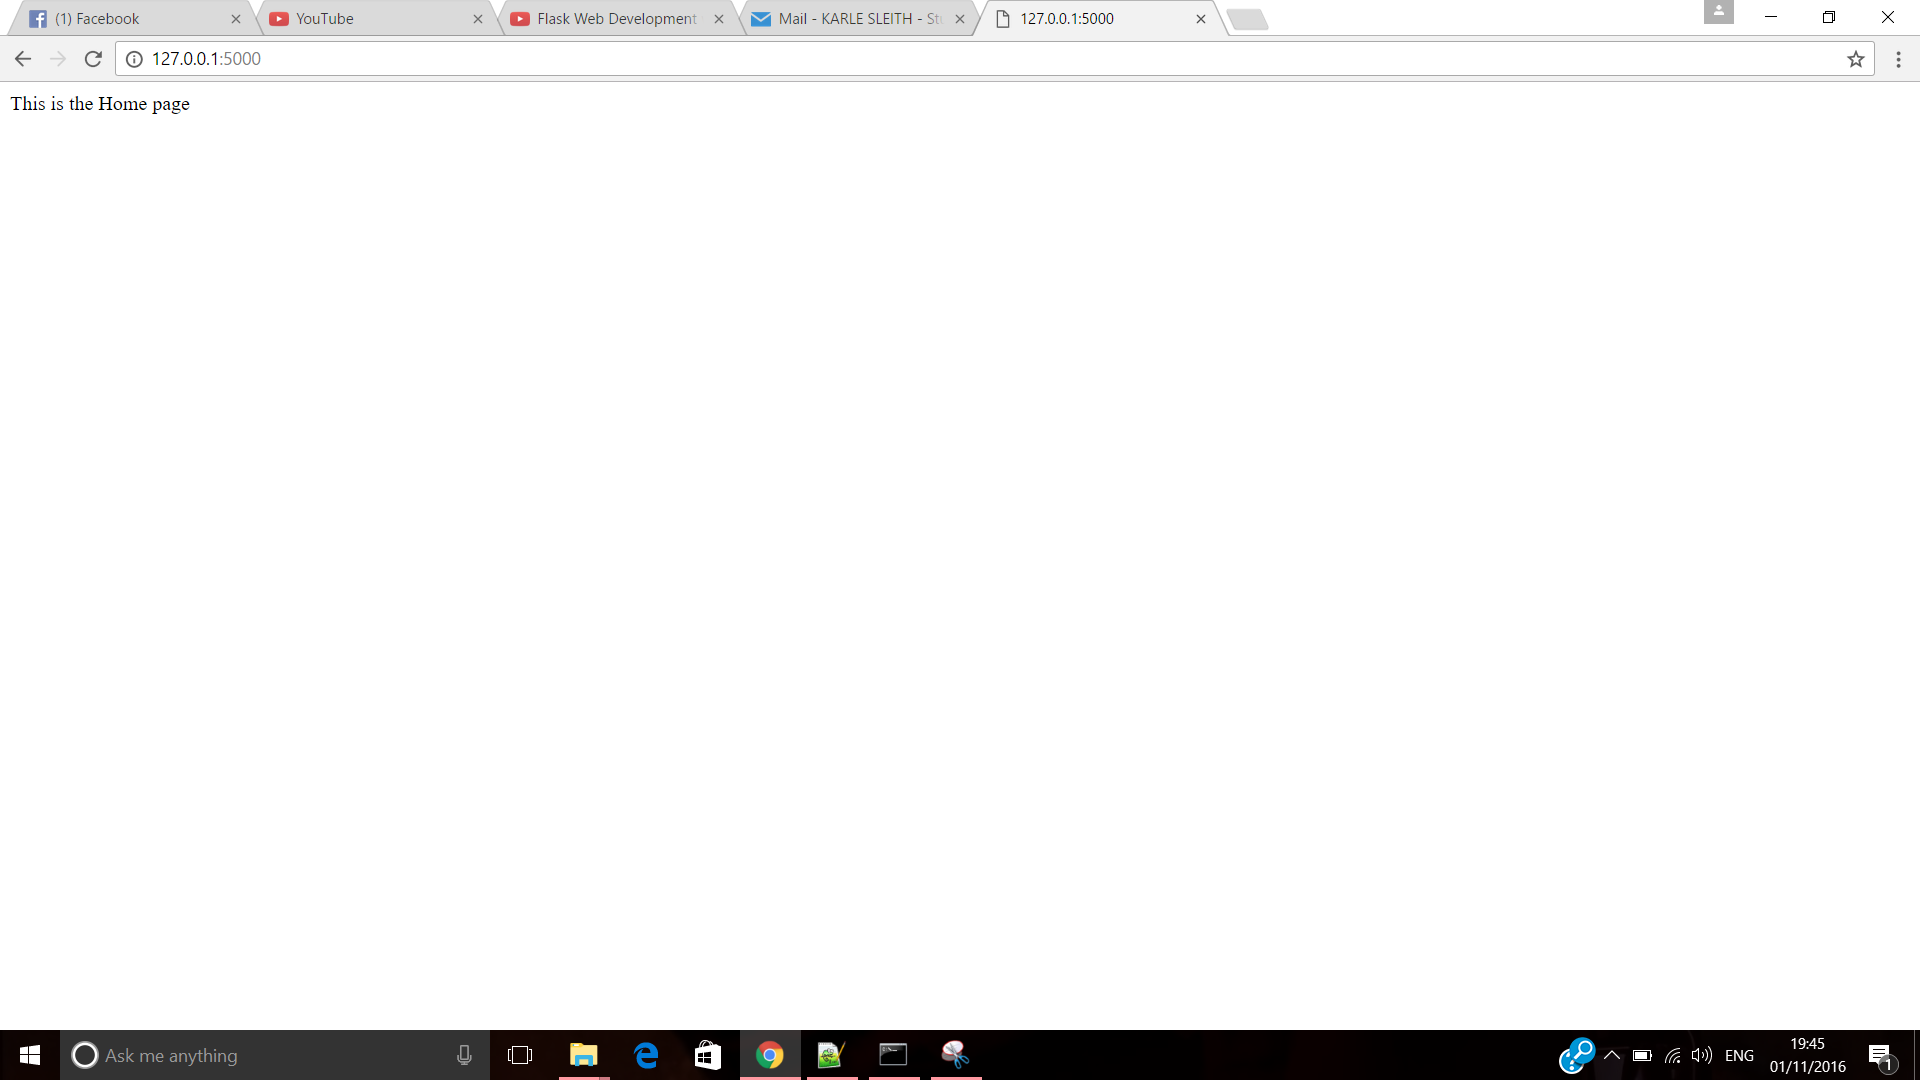 (1) Facebook
YouTube
Flask Web Development
Mail - KARLE SLEITH - Stu
127.0.0.1:5000
127.0.0.1:5000
This is the Home page
Ask me anything
ENG
19:45
01/11/2016
1